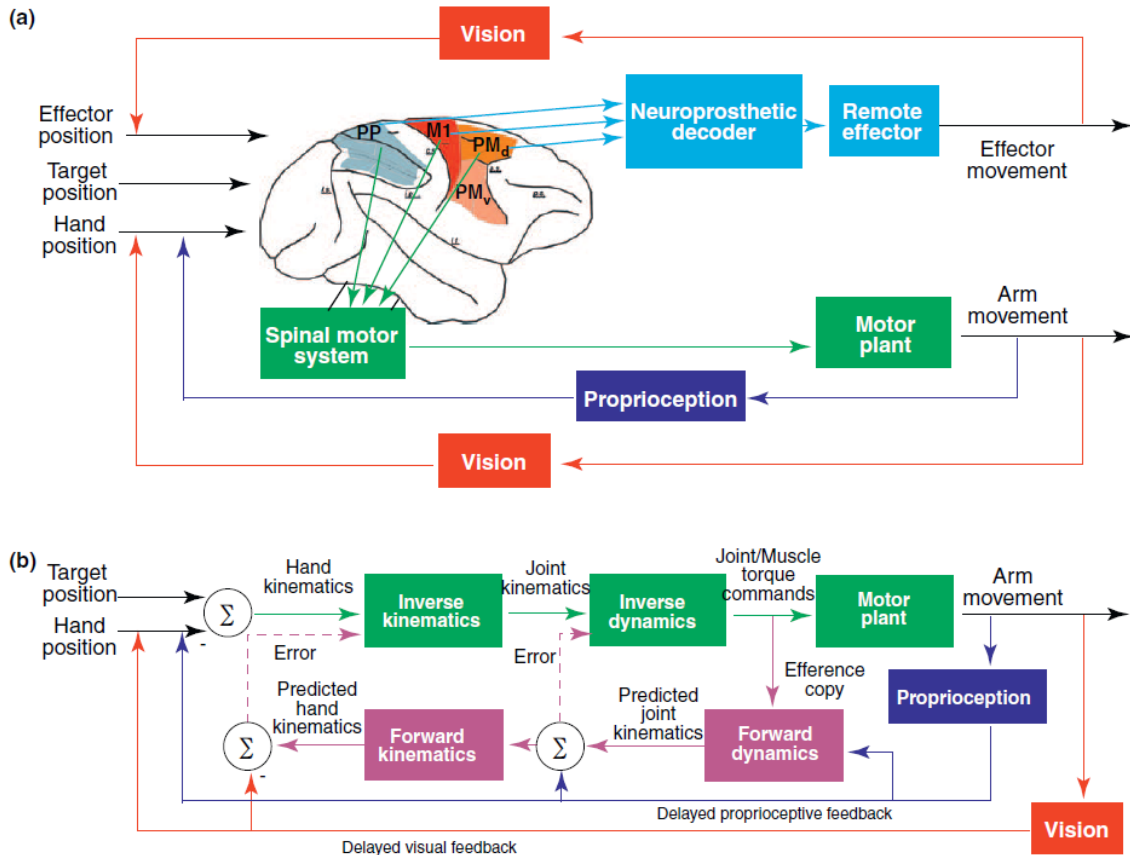 (a)
Vision
Effector
position
Target
position
Hand
position
PP
M1
PMd
PMv
Neuroprosthetic
decoder
Remote
effector
Effector
movement
Spinal motor
system
Motor
plant
Arm
movement
Proprioception
Vision
(b)
Target
position
Hand
position
Σ
-
Hand
kinematics
Inverse
kinematics
Joint
kinematics
Inverse
dynamics
Joint/Muscle
torque
commands
Motor
plant
Arm
movement
Error
Error
Efference
copy
Proprioception
Predicted
hand
kinematics
Σ
-
Forward
kinematics
Σ
Predicted
joint
kinematics
Forward
dynamics
Delayed proprioceptive feedback
Vision
Delayed visual feedback